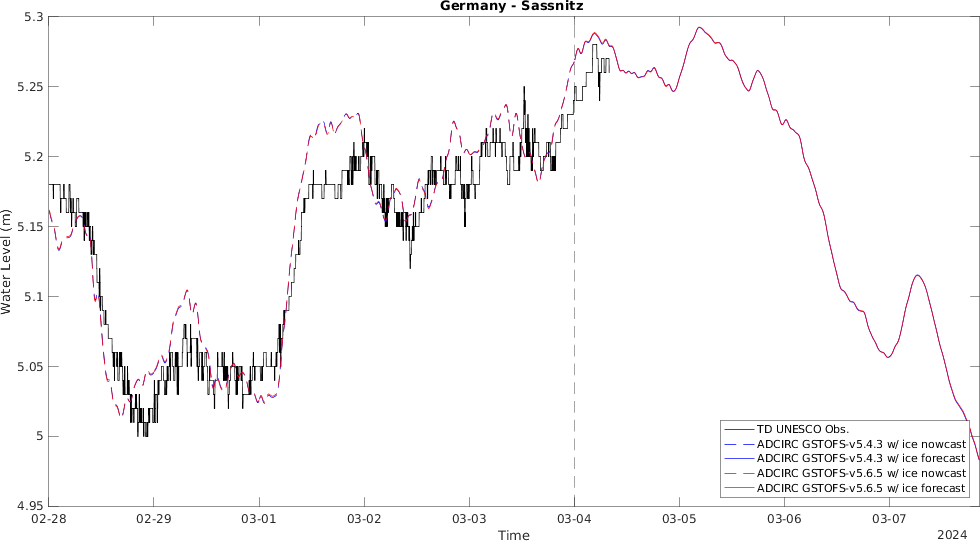 Germany - Sassnitz
5.3
5.25
5.2
5.15
5.1
5.05
5
4.95
Water Level (m)
TD UNESCO Obs.
ADCIRC GSTOFS-v5.4.3 w/ ice nowcast
ADCIRC GSTOFS-v5.4.3 w/ ice forecast
ADCIRC GSTOFS-v5.6.5 w/ ice nowcast
ADCIRC GSTOFS-v5.6.5 w/ ice forecast
02-28 02-29 03-01 03-02 03-03 03-04 03-05 03-06 03-07
Time
2024